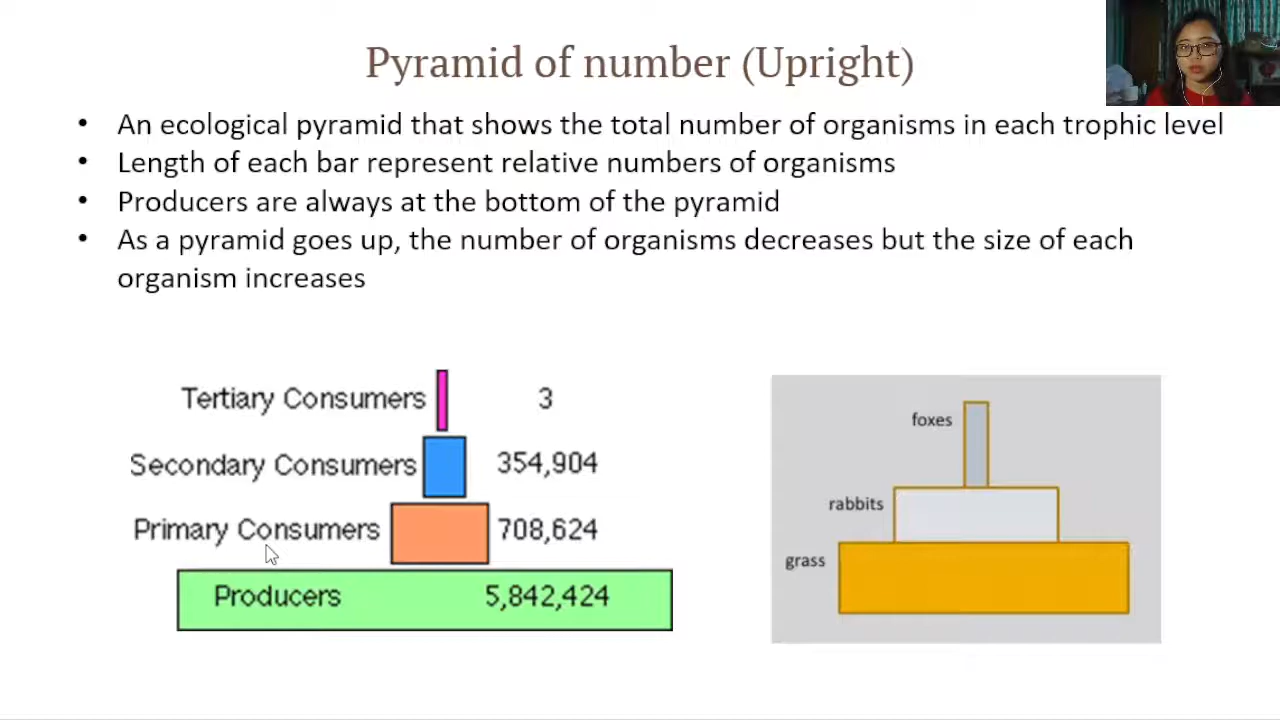 Pyramid of number (Upright)
• An ecological pyramid that shows the total number of organisms in each trophic level
• Length of each bar represent relative numbers of organisms
• Producers are always at the bottom of the pyramid
• As a pyramid goes up, the number of organisms decreases but the size of each
organism increases
Tertiary Consumers 3
Secondary Consumers 354,904
Primary Consumers 708,624
Producers 5,842,424
foxes
rabbits
grass